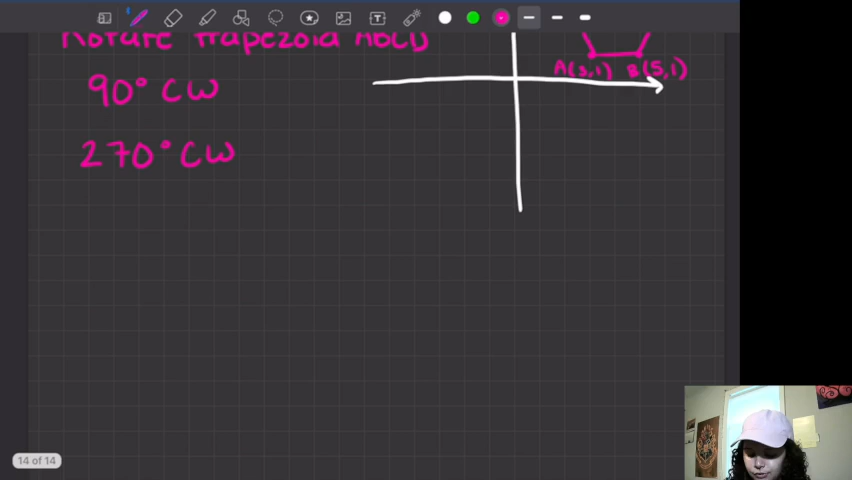 Rotate trapezoid ABCD
A(3,1) B(5,1)
90° CW
270° CW
14 of 14